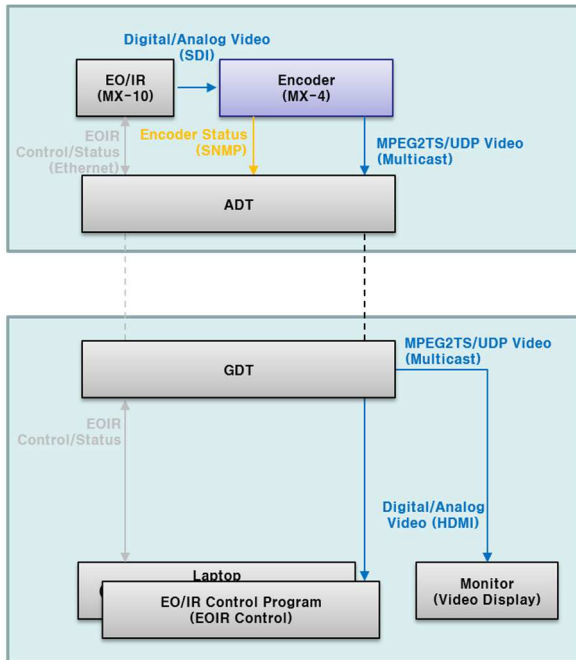 Digital/Analog Video
(SDI)
EO/IR
(MX-10)
Encoder
(MX-4)
EOIR
Control/Status
(Ethernet)
Encoder Status
(SNMP)
MPEG2TS/UDP Video
(Multicast)
ADT
MPEG2TS/UDP Video
(Multicast)
GDT
EOIR
Control/Status
Digital/Analog
Video (HDMI)
Laptop
EO/IR Control Program
(EOIR Control)
Monitor
(Video Display)